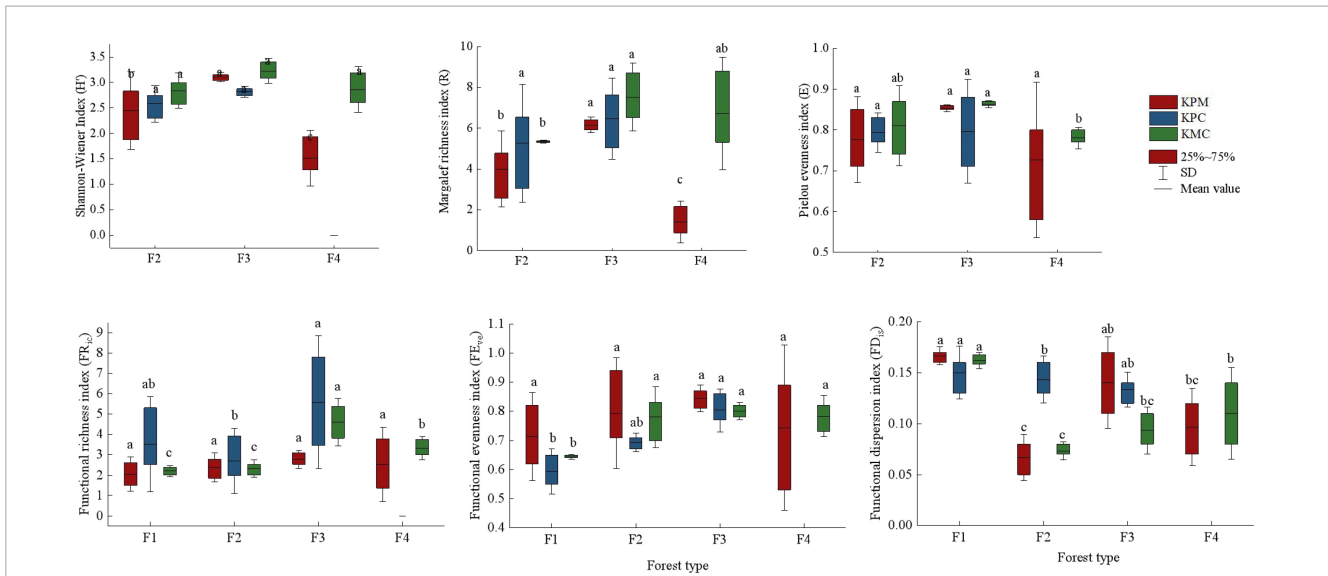 Shannon-Wiener Index (H')
3.5
3.0
2.5
2.0
1.5
1.0
0.5
0.0
b a a
a a a
c a
F2 F3 F4
Margalef richness index (R)
10
8
6
4
2
0
b a b
a a a
c ab
F2 F3 F4
Pielou evenness index (E)
1.0
0.9
0.8
0.7
0.6
0.5
a a ab
a a a
a b
F2 F3 F4
KPM
KPC
KMC
25%~75%
SD
Mean value
Functional richness index (FRic)
9
8
7
6
5
4
3
2
1
0
a ab c
a b c
a a a
a b
F1 F2 F3 F4
Functional evenness index (FEve)
1.1
1.0
0.9
0.8
0.7
0.6
0.5
0.4
a b b
a ab a
a a a
a a
F1 F2 F3 F4
Forest type
Functional dispersion index (FDis)
0.20
0.15
0.10
0.05
0.00
a a a
c b c
ab ab bc
bc b
F1 F2 F3 F4
Forest type